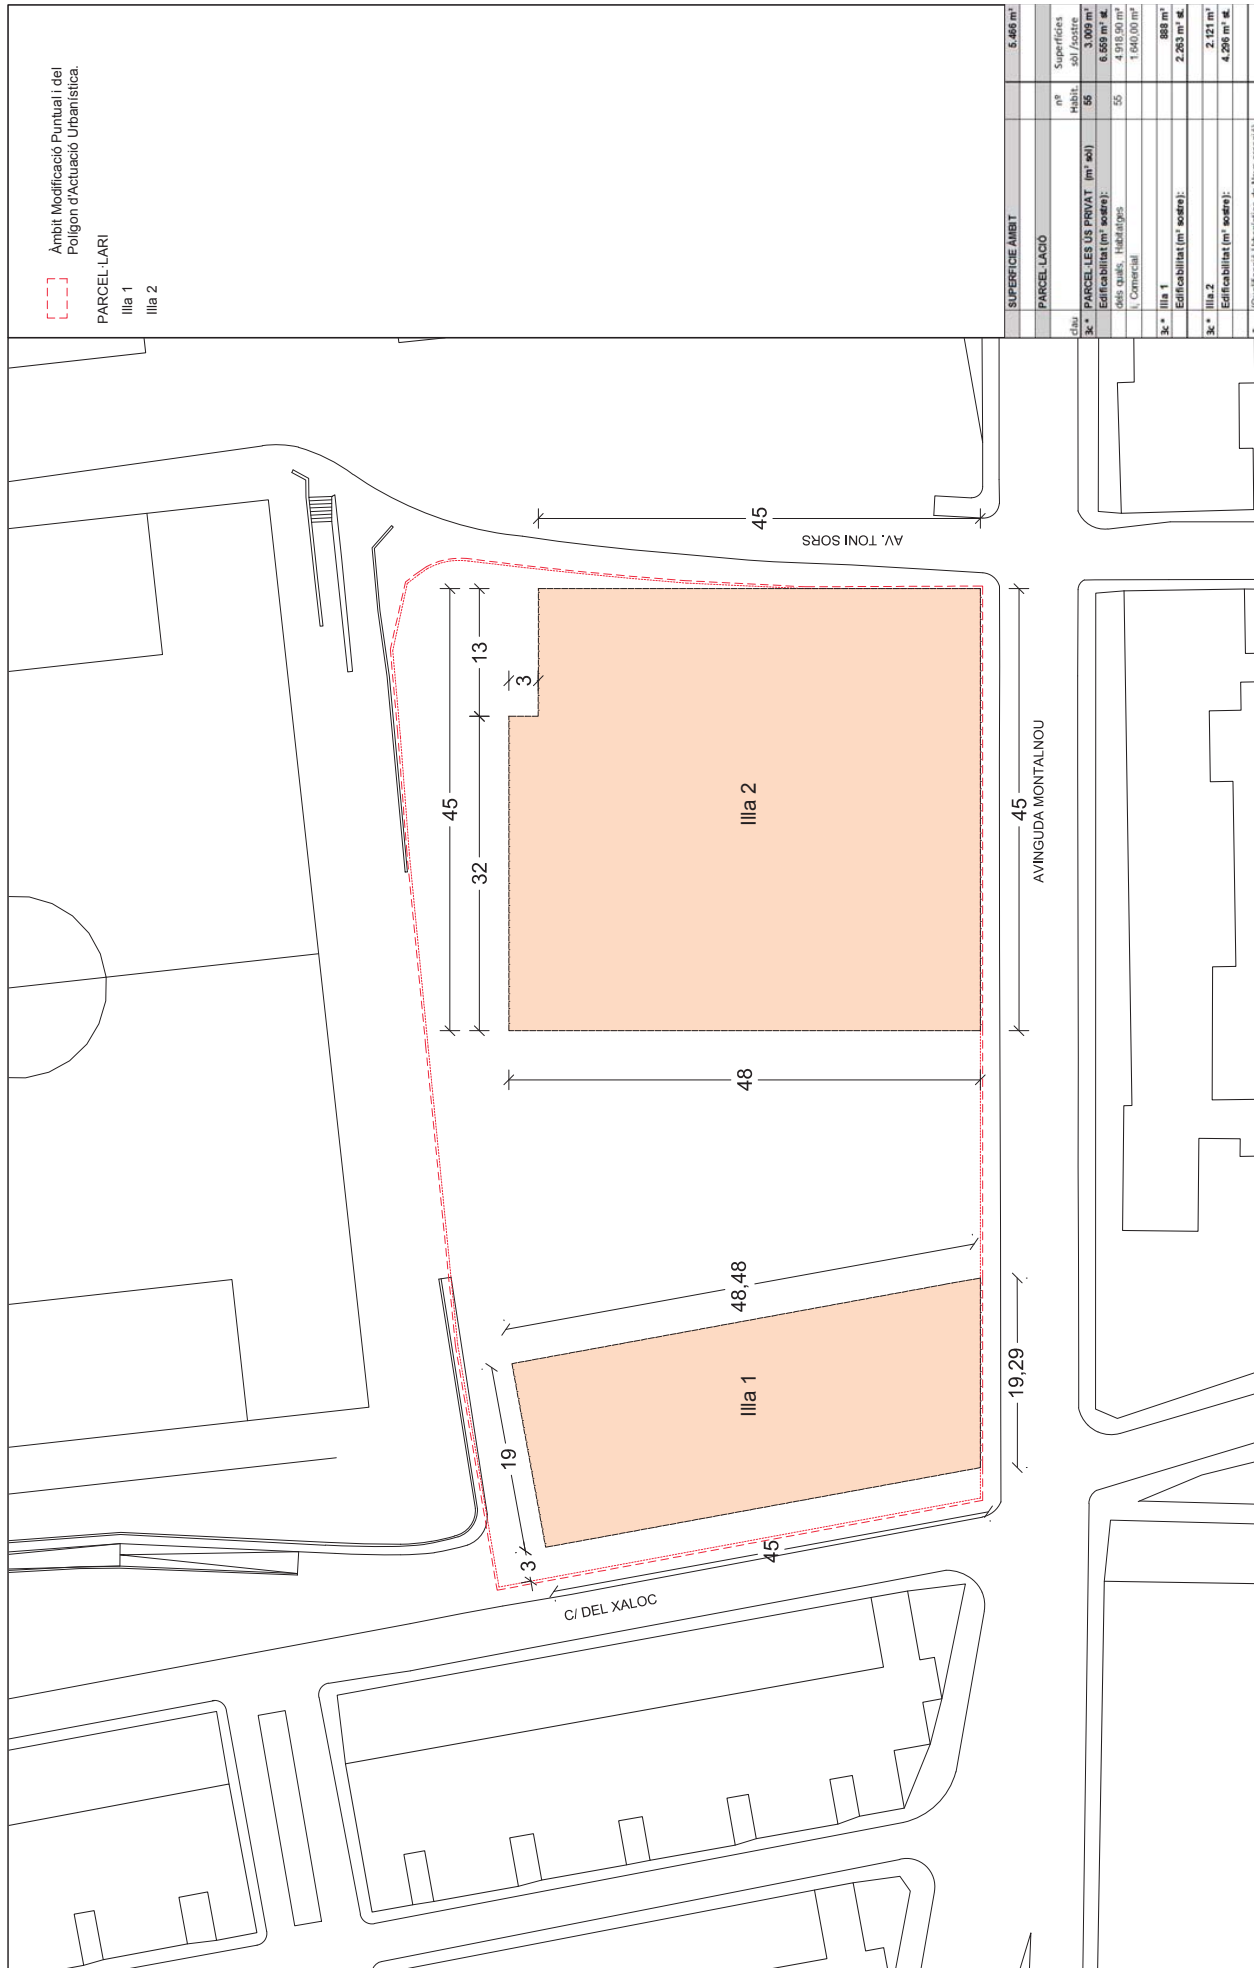 Àmbit Modificació Puntual i del
Polígon d'Actuació Urbanística.
PARCEL·LARI
Illa 1
Illa 2
SUPERFICIE ÀMBIT 5.466 m²
PARCEL·LACIÓ
clau nº Habit. Superfícies sòl /sostre
3c * PARCEL·LES ÚS PRIVAT (m² sòl) 55 3.009 m²
Edificabilitat (m² sostre): 6.559 m² st.
dels quals, Habitatges 55 4.918,90 m²
i, Comercial 1.640,00 m²
3c * Illa 1 888 m²
Edificabilitat (m² sostre): 2.263 m² st.
3c * Illa.2 2.121 m²
Edificabilitat (m² sostre): 4.296 m² st.
45
AV. TONI SORS
13
3
45
32
Illa 2
45
AVINGUDA MONTALNOU
48
48,48
19
Illa 1
19,29
3
45
C/ DEL XALOC